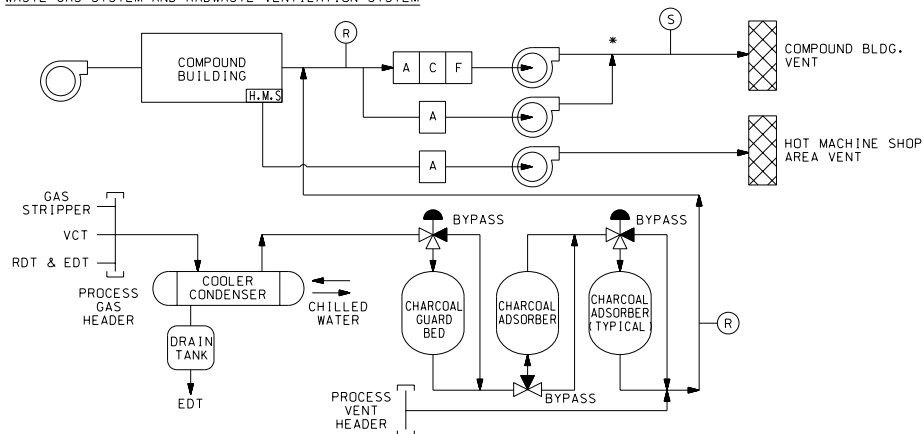 WASTE GAS SYSTEM AND RADWASTE VENTILATION SYSTEM
R
*
S
COMPOUND
BUILDING
H.M.S
A C F
COMPOUND BLDG.
VENT
A
A
HOT MACHINE SHOP
AREA VENT
GAS
STRIPPER
VCT
RDT & EDT
PROCESS
GAS
HEADER
COOLER
CONDENSER
CHILLED
WATER
DRAIN
TANK
EDT
BYPASS
BYPASS
CHARCOAL
GUARD
BED
CHARCOAL
ADSORBER
CHARCOAL
ADSORBER
(TYPICAL)
R
BYPASS
PROCESS
VENT
HEADER